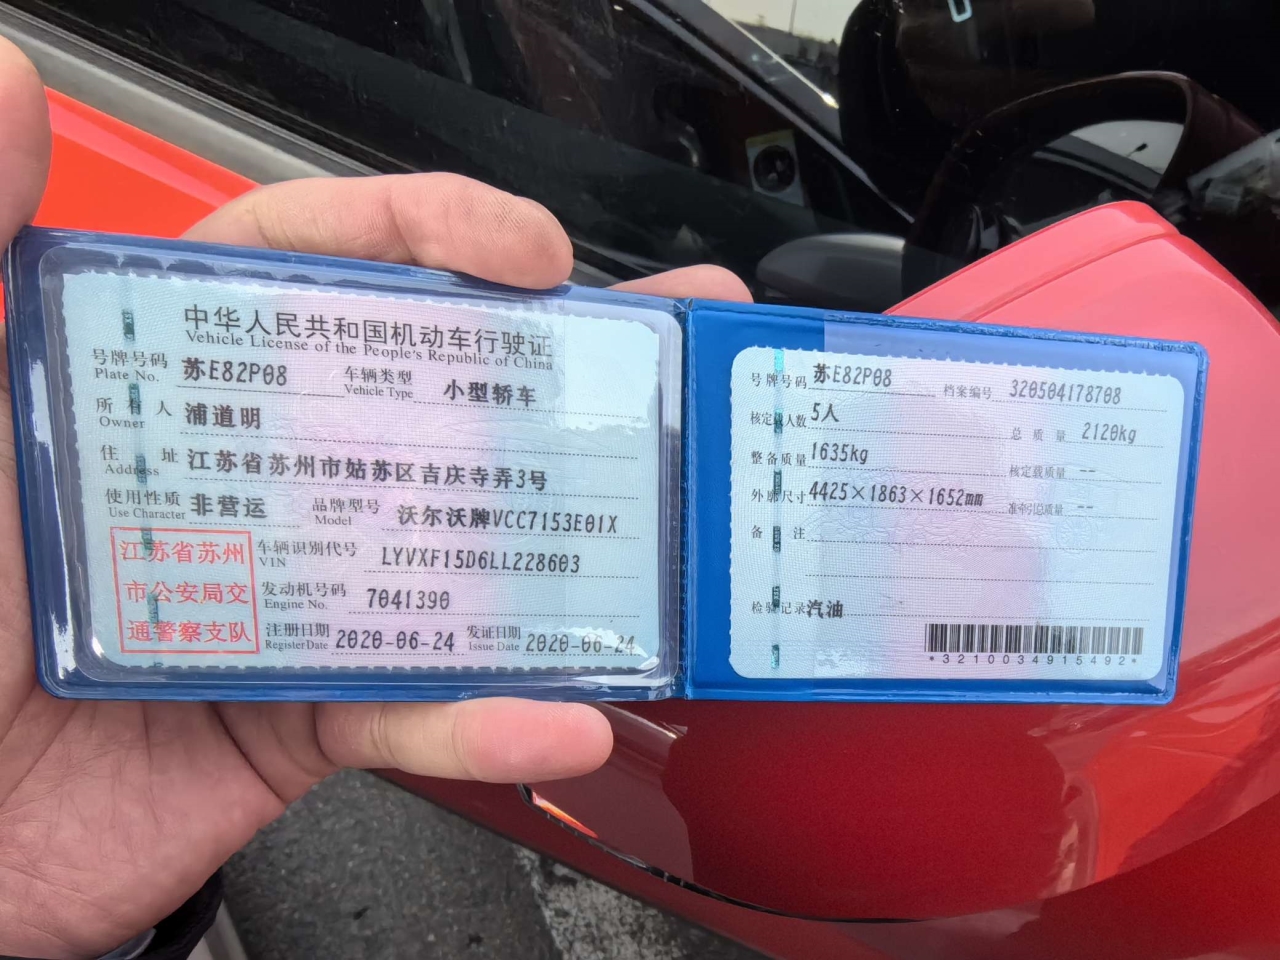 中华人民共和国机动车行驶证
Vehicle License of the People's Republic of China
号牌号码 苏E82P08 车辆类型 小型轿车
Plate No. Vehicle Type
所有人 浦道明
Owner
住址 江苏省苏州市姑苏区吉庆寺弄3号
Address
使用性质 非营运 品牌型号 沃尔沃牌VCC7153E01X
Use Character Model
江苏省苏州
市公安局交
通警察支队
车辆识别代号 LYVXFI5D6LL228603
VIN
发动机号码 7041390
Engine No.
注册日期 2020-06-24 发证日期 2020-06-24
Register Date Issue Date
号牌号码 苏E82P08 档案编号 320504178708
核定载人数 5人 总质量 2120kg
整备质量 1635kg 核定载质量 --
外廓尺寸 4425×1863×1652mm 准牵引总质量 --
备注
检验记录 汽油
*3210034915492*